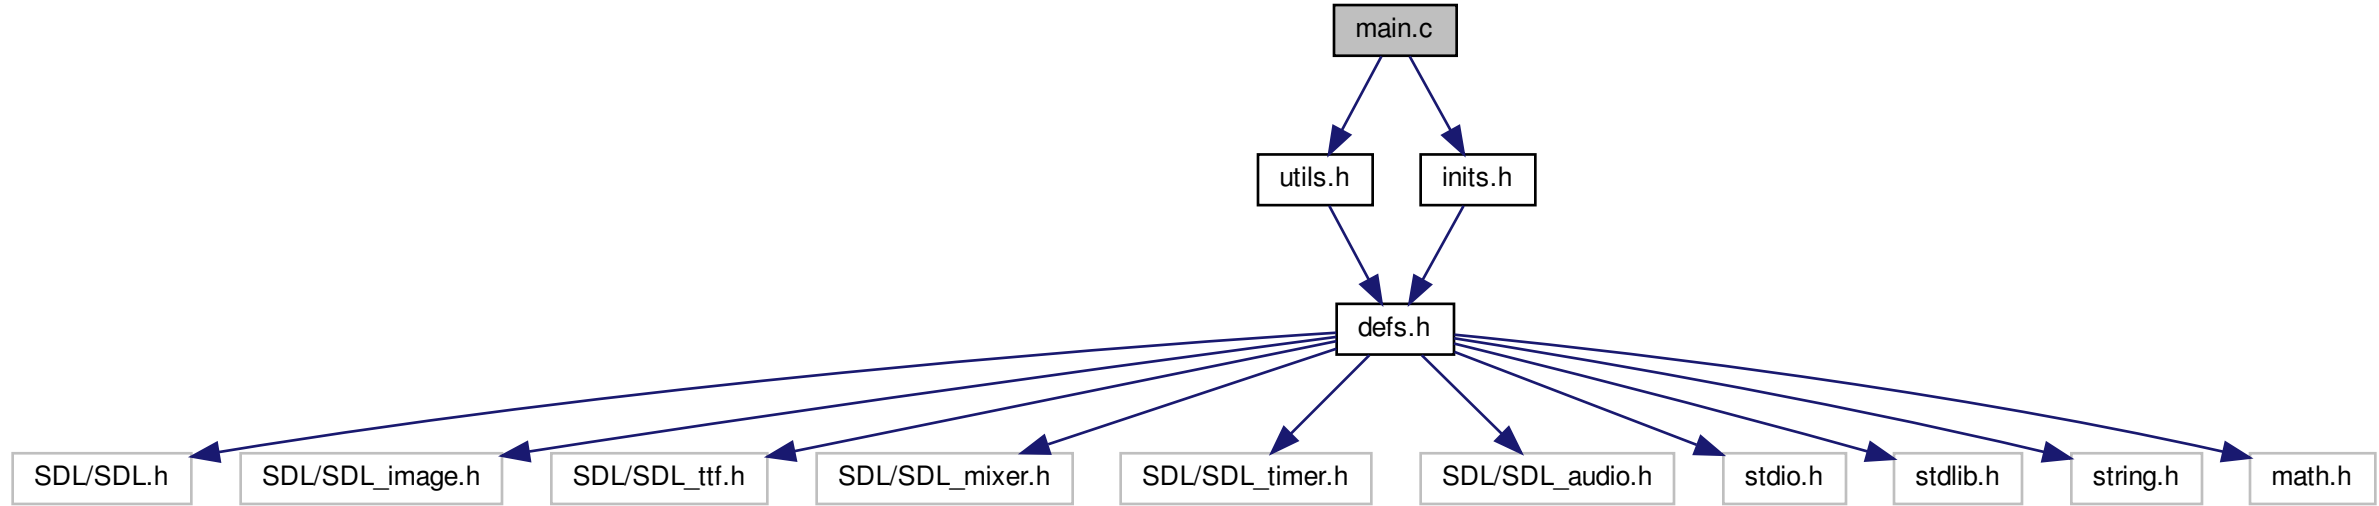 main.c
utils.h
inits.h
defs.h
SDL/SDL.h
SDL/SDL_image.h
SDL/SDL_ttf.h
SDL/SDL_mixer.h
SDL/SDL_timer.h
SDL/SDL_audio.h
stdio.h
stdlib.h
string.h
math.h